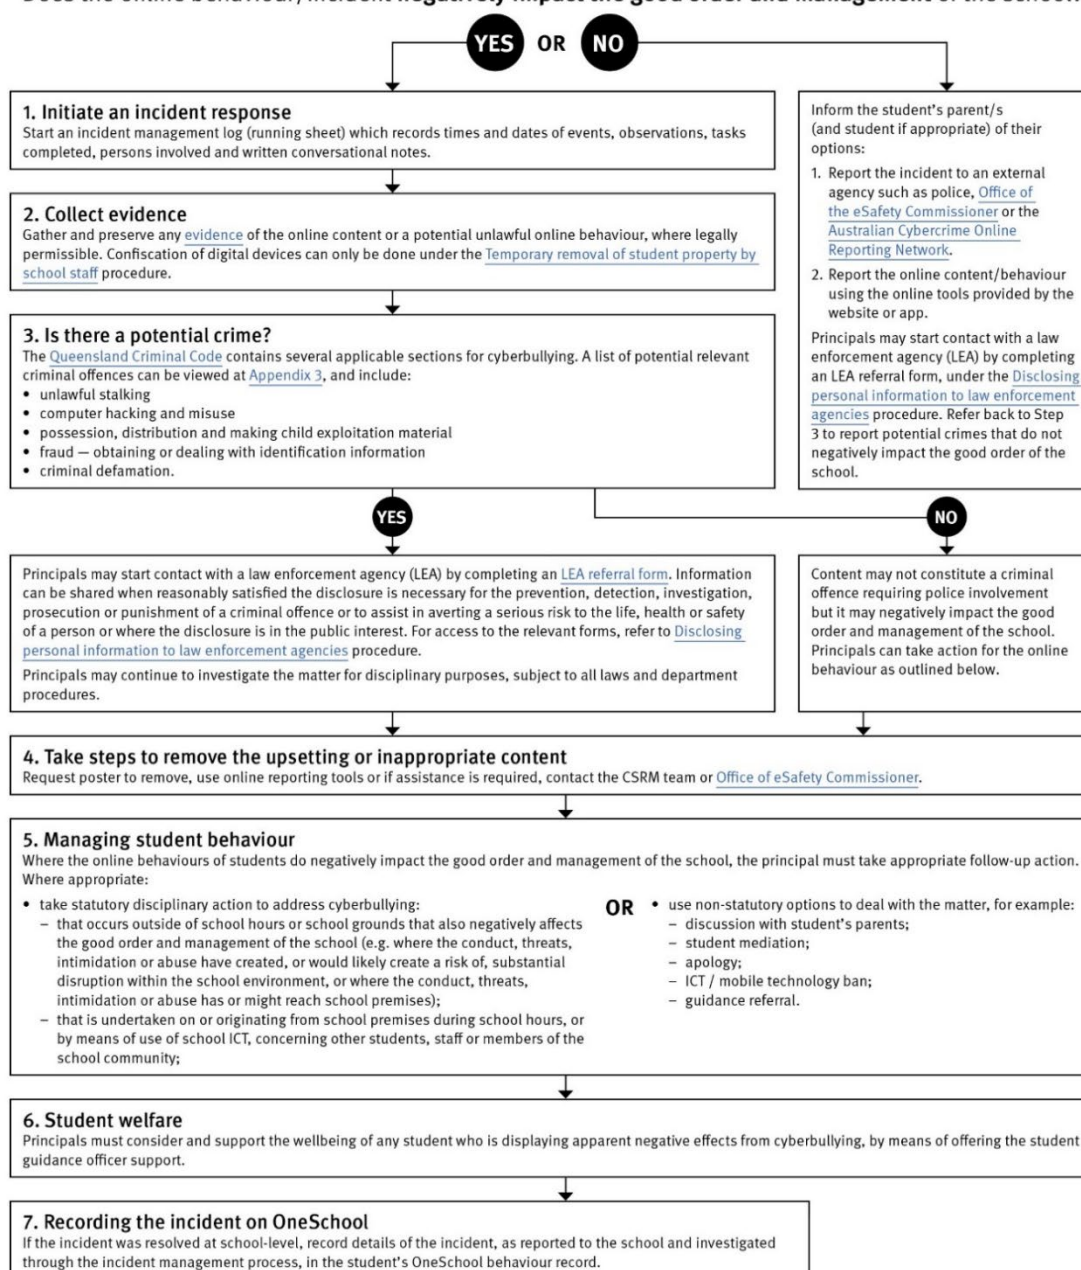 YES OR NO
1. Initiate an incident response
Start an incident management log (running sheet) which records times and dates of events, observations, tasks
completed, persons involved and written conversational notes.
2. Collect evidence
Gather and preserve any evidence of the online content or a potential unlawful online behaviour, where legally
permissible. Confiscation of digital devices can only be done under the Temporary removal of student property by
school staff procedure.
3. Is there a potential crime?
The Queensland Criminal Code contains several applicable sections for cyberbullying. A list of potential relevant
criminal offences can be viewed at Appendix 3, and include:
• unlawful stalking
• computer hacking and misuse
• possession, distribution and making child exploitation material
• fraud — obtaining or dealing with identification information
• criminal defamation.
Inform the student's parent/s
(and student if appropriate) of their
options:
1. Report the incident to an external
agency such as police, Office of
the eSafety Commissioner or the
Australian Cybercrime Online
Reporting Network.
2. Report the online content/behaviour
using the online tools provided by the
website or app.
Principals may start contact with a law
enforcement agency (LEA) by completing
an LEA referral form, under the Disclosing
personal information to law enforcement
agencies procedure. Refer back to Step
3 to report potential crimes that do not
negatively impact the good order of the
school.
YES
NO
Principals may start contact with a law enforcement agency (LEA) by completing an LEA referral form. Information
can be shared when reasonably satisfied the disclosure is necessary for the prevention, detection, investigation,
prosecution or punishment of a criminal offence or to assist in averting a serious risk to the life, health or safety
of a person or where the disclosure is in the public interest. For access to the relevant forms, refer to Disclosing
personal information to law enforcement agencies procedure.
Principals may continue to investigate the matter for disciplinary purposes, subject to all laws and department
procedures.
Content may not constitute a criminal
offence requiring police involvement
but it may negatively impact the good
order and management of the school.
Principals can take action for the online
behaviour as outlined below.
4. Take steps to remove the upsetting or inappropriate content
Request poster to remove, use online reporting tools or if assistance is required, contact the CSRM team or Office of eSafety Commissioner.
5. Managing student behaviour
Where the online behaviours of students do negatively impact the good order and management of the school, the principal must take appropriate follow-up action.
Where appropriate:
• take statutory disciplinary action to address cyberbullying:
– that occurs outside of school hours or school grounds that also negatively affects
the good order and management of the school (e.g. where the conduct, threats,
intimidation or abuse have created, or would likely create a risk of, substantial
disruption within the school environment, or where the conduct, threats,
intimidation or abuse has or might reach school premises);
– that is undertaken on or originating from school premises during school hours, or
by means of use of school ICT, concerning other students, staff or members of the
school community;
OR
• use non-statutory options to deal with the matter, for example:
– discussion with student's parents;
– student mediation;
– apology;
– ICT / mobile technology ban;
– guidance referral.
6. Student welfare
Principals must consider and support the wellbeing of any student who is displaying apparent negative effects from cyberbullying, by means of offering the student
guidance officer support.
7. Recording the incident on OneSchool
If the incident was resolved at school-level, record details of the incident, as reported to the school and investigated
through the incident management process, in the student's OneSchool behaviour record.